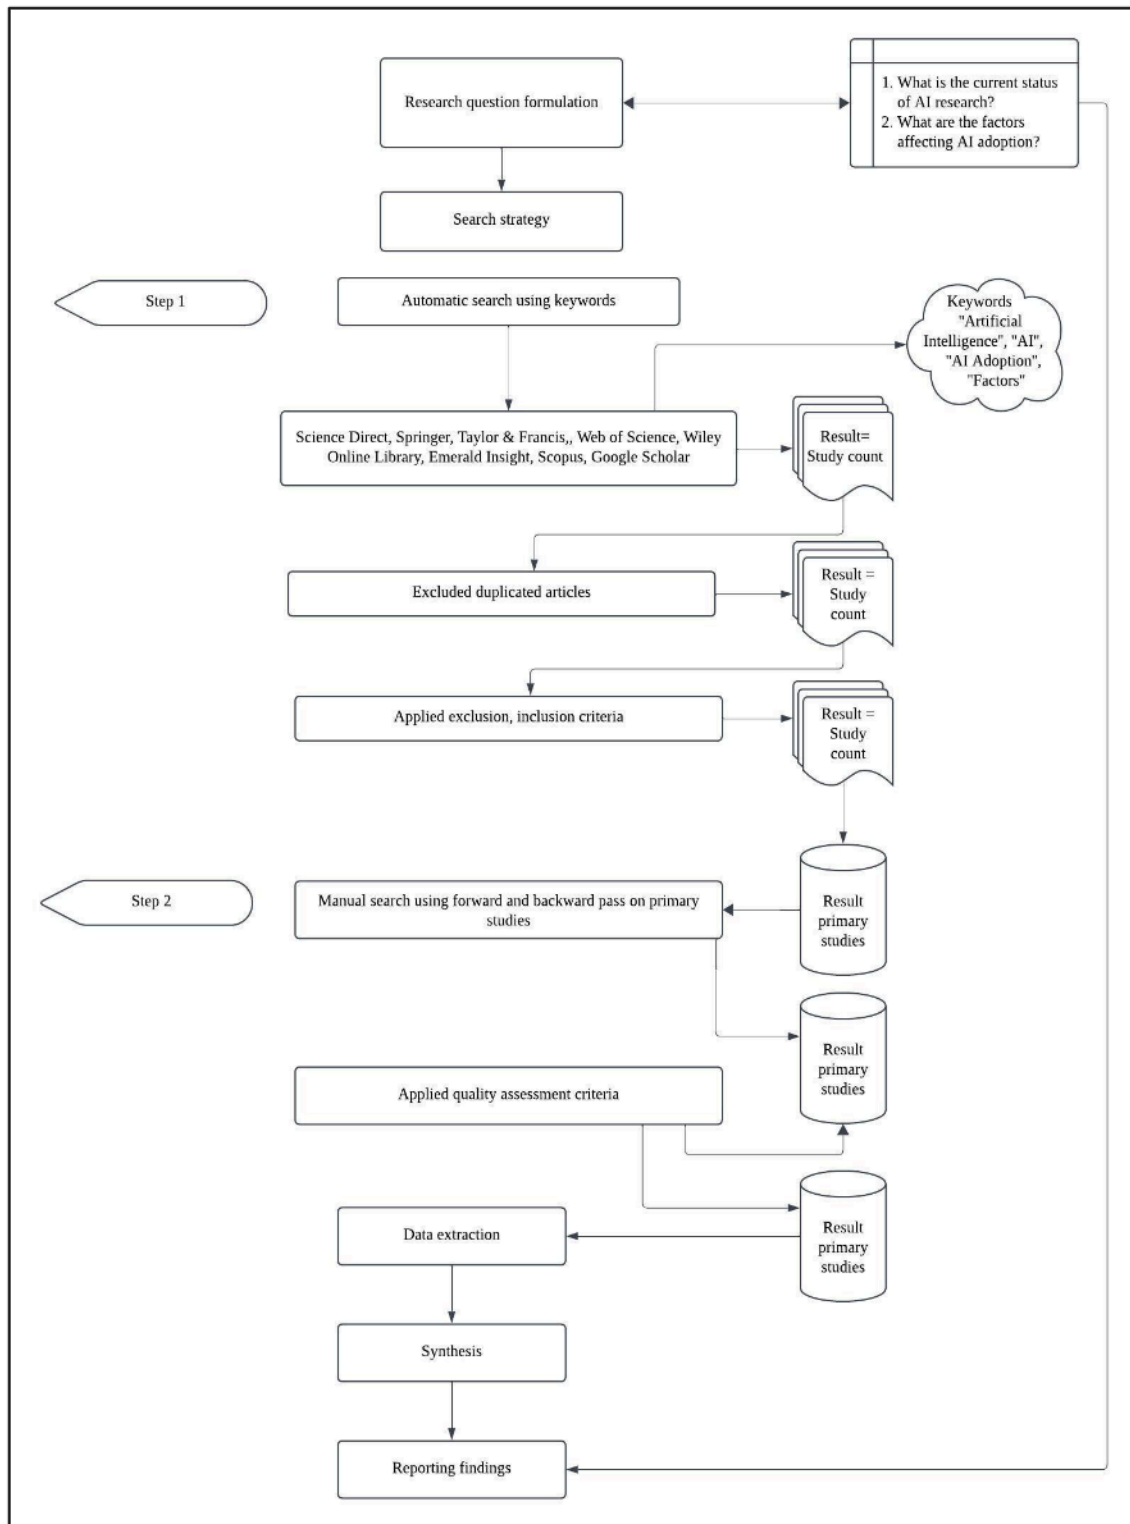 Research question formulation
1. What is the current status
of AI research?
2. What are the factors
affecting AI adoption?
Search strategy
Step 1
Automatic search using keywords
Keywords
"Artificial
Intelligence", "AI",
"AI Adoption",
"Factors"
Science Direct, Springer, Taylor & Francis,, Web of Science, Wiley
Online Library, Emerald Insight, Scopus, Google Scholar
Result=
Study count
Excluded duplicated articles
Result =
Study
count
Applied exclusion, inclusion criteria
Result =
Study
count
Step 2
Manual search using forward and backward pass on primary
studies
Result
primary
studies
Result
primary
studies
Applied quality assessment criteria
Result
primary
studies
Data extraction
Synthesis
Reporting findings